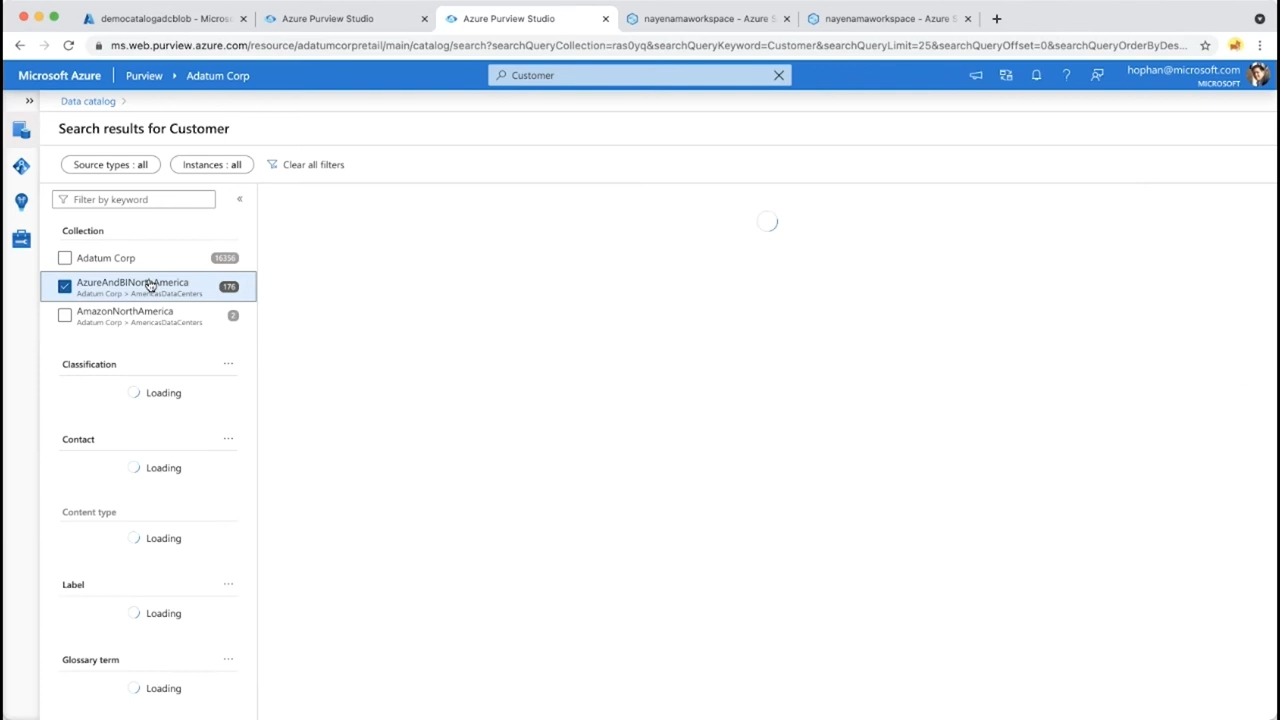 democatalogadcblob - Microso
Azure Purview Studio
Azure Purview Studio
nayenamaworkspace - Azure S
nayenamaworkspace - Azure S
ms.web.purview.azure.com/resource/adatumcorpretail/main/catalog/search?searchQueryCollection=ras0yq&searchQueryKeyword=Customer&searchQueryLimit=25&searchQueryOffset=0&searchQueryOrderByDes...
Microsoft Azure
Purview
Adatum Corp
Customer
hophan@microsoft.com
MICROSOFT
Data catalog
Search results for Customer
Source types : all
Instances : all
Clear all filters
Filter by keyword
Collection
Adatum Corp 16356
AzureAndBINorthAmerica 176
Adatum Corp > AmericasDataCenters
AmazonNorthAmerica 2
Adatum Corp > AmericasDataCenters
Classification
Loading
Contact
Loading
Content type
Loading
Label
Loading
Glossary term
Loading